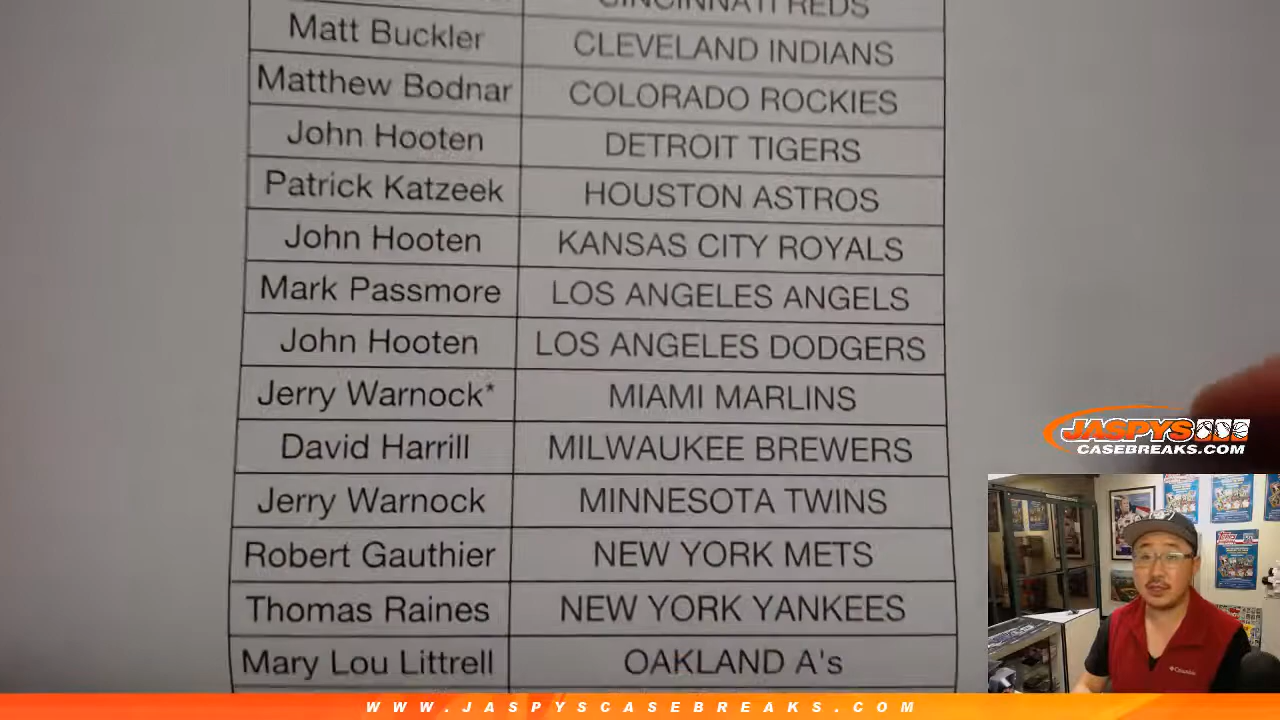 CINCINNATI REDS
Matt Buckler CLEVELAND INDIANS
Matthew Bodnar COLORADO ROCKIES
John Hooten DETROIT TIGERS
Patrick Katzeek HOUSTON ASTROS
John Hooten KANSAS CITY ROYALS
Mark Passmore LOS ANGELES ANGELS
John Hooten LOS ANGELES DODGERS
Jerry Warnock* MIAMI MARLINS
David Harrill MILWAUKEE BREWERS
Jerry Warnock MINNESOTA TWINS
Robert Gauthier NEW YORK METS
Thomas Raines NEW YORK YANKEES
Mary Lou Littrell OAKLAND A's
JASPYS
CASEBREAKS.COM
Columbia
WWW.JASPYSCASEBREAKS.COM